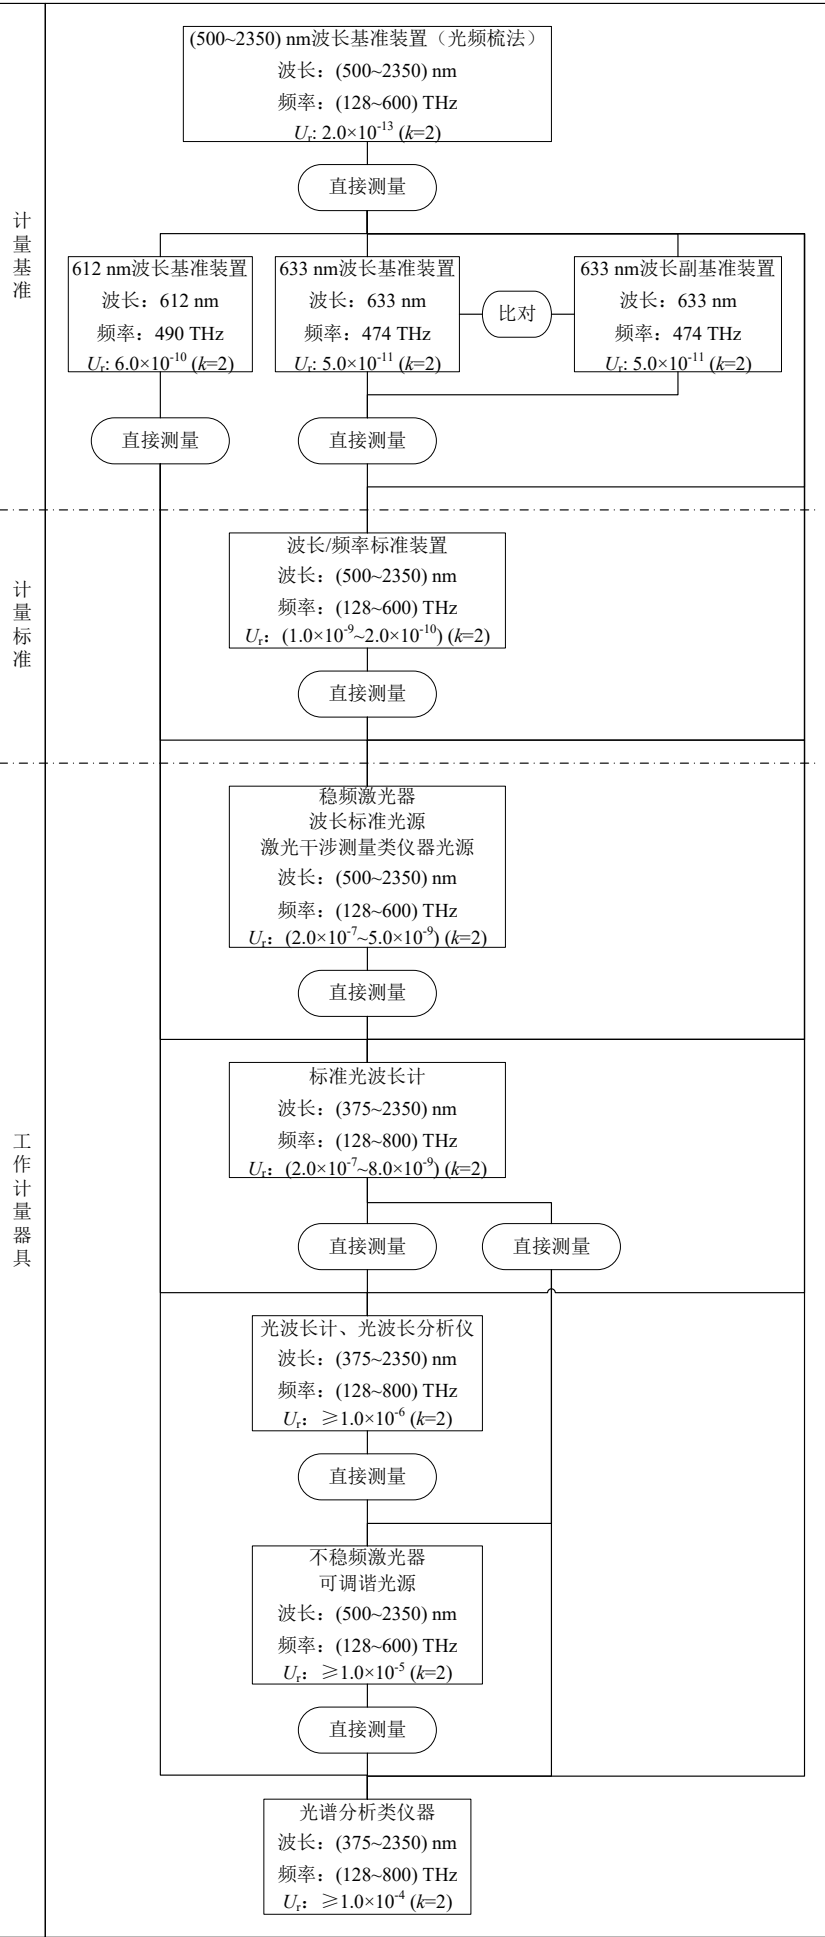 (500~2350) nm波长基准装置（光频梳法）
波长：(500~2350) nm
频率：(128~600) THz
Uᵣ: 2.0×10⁻¹³ (k=2)
直接测量
计量基准
612 nm波长基准装置
波长：612 nm
频率：490 THz
Uᵣ: 6.0×10⁻¹⁰ (k=2)
633 nm波长基准装置
波长：633 nm
频率：474 THz
Uᵣ: 5.0×10⁻¹¹ (k=2)
比对
633 nm波长副基准装置
波长：633 nm
频率：474 THz
Uᵣ: 5.0×10⁻¹¹ (k=2)
直接测量
直接测量
计量标准
波长/频率标准装置
波长：(500~2350) nm
频率：(128~600) THz
Uᵣ：(1.0×10⁻⁹~2.0×10⁻¹⁰) (k=2)
直接测量
工作计量器具
稳频激光器
波长标准光源
激光干涉测量类仪器光源
波长：(500~2350) nm
频率：(128~600) THz
Uᵣ：(2.0×10⁻⁷~5.0×10⁻⁹) (k=2)
直接测量
标准光波长计
波长：(375~2350) nm
频率：(128~800) THz
Uᵣ：(2.0×10⁻⁷~8.0×10⁻⁹) (k=2)
直接测量
直接测量
光波长计、光波长分析仪
波长：(375~2350) nm
频率：(128~800) THz
Uᵣ：≥1.0×10⁻⁶ (k=2)
直接测量
不稳频激光器
可调谐光源
波长：(500~2350) nm
频率：(128~600) THz
Uᵣ：≥1.0×10⁻⁵ (k=2)
直接测量
光谱分析类仪器
波长：(375~2350) nm
频率：(128~800) THz
Uᵣ：≥1.0×10⁻⁴ (k=2)